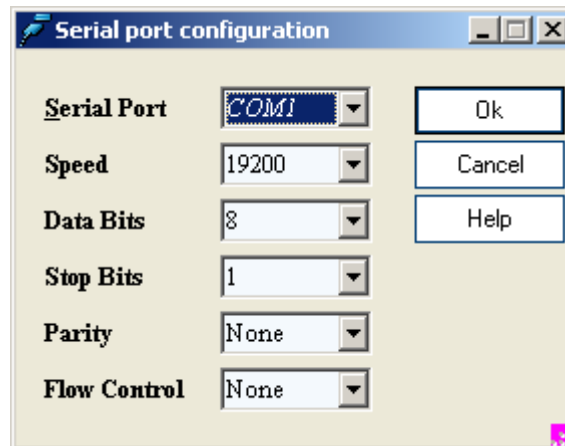 Serial port configuration
Serial Port COM1 Ok
Speed 19200 Cancel
Data Bits 8 Help
Stop Bits 1
Parity None
Flow Control None